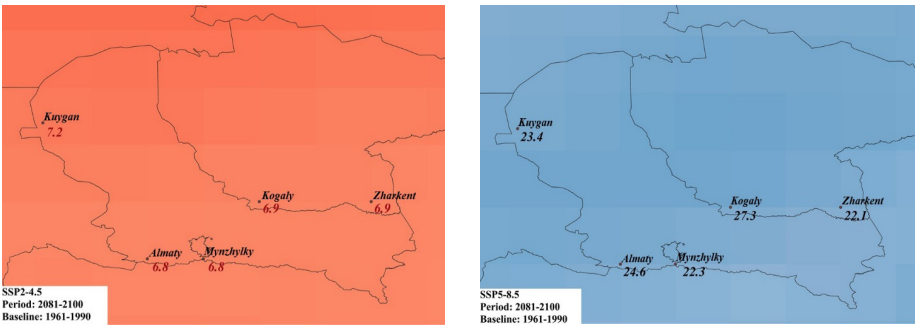 Kuygan
7.2
Kogaly
6.9
Zharkent
6.9
Almaty
6.8
Mynzhylky
6.8
SSP2-4.5
Period: 2081-2100
Baseline: 1961-1990
Kuygan
23.4
Kogaly
27.3
Zharkent
22.1
Almaty
24.6
Mynzhylky
22.3
SSP5-8.5
Period: 2081-2100
Baseline: 1961-1990